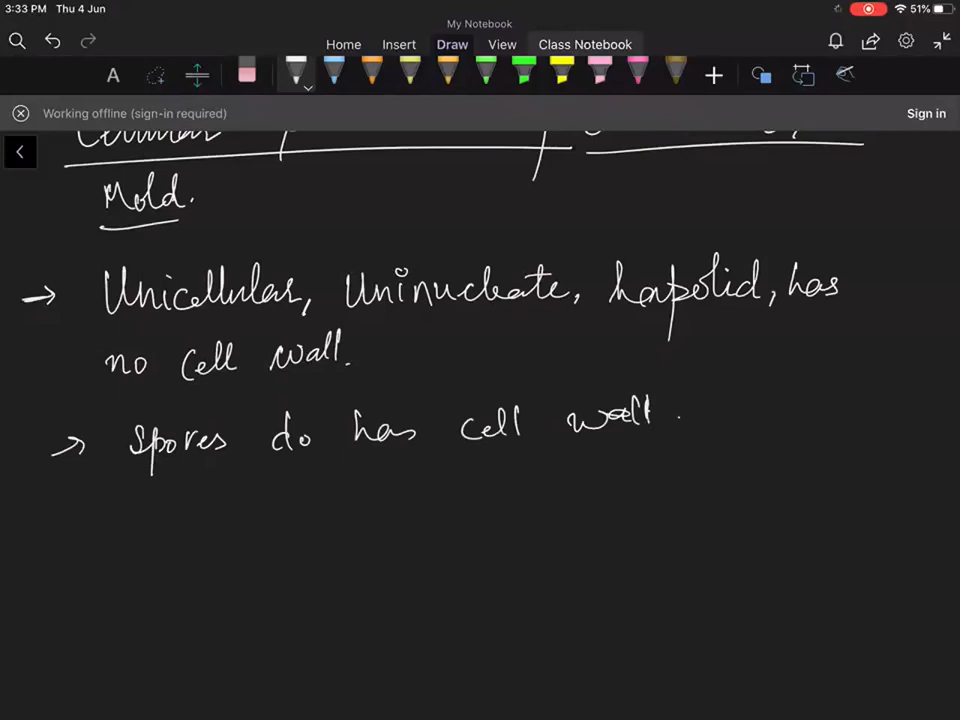 3:33 PM Thu 4 Jun
51%
My Notebook
Home Insert Draw View Class Notebook
A
Working offline (sign-in required) Sign in
Cellular
Mold.
→ Unicellular, Uninucleate, hapolid, has
no cell wall.
→ Spores do has cell wall.